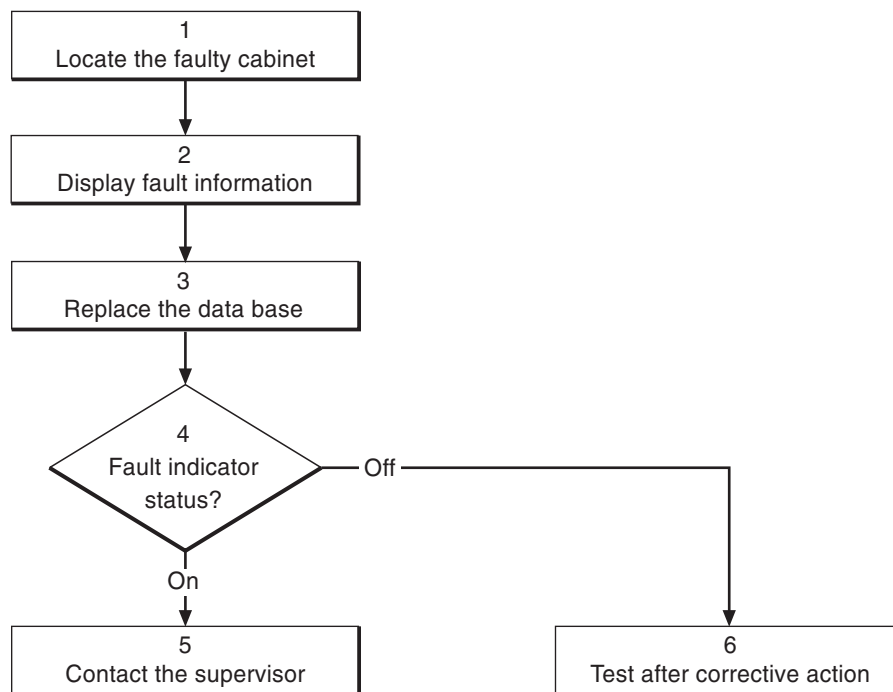 1
Locate the faulty cabinet
2
Display fault information
3
Replace the data base
4
Fault indicator
status?
Off
On
5
Contact the supervisor
6
Test after corrective action